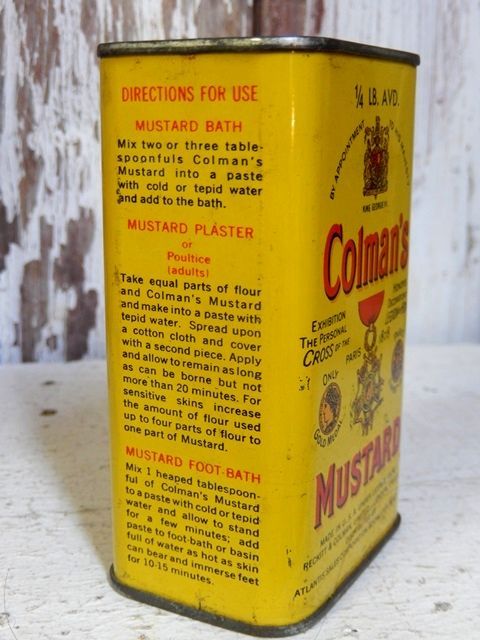 DIRECTIONS FOR USE
MUSTARD BATH
Mix two or three table-
spoonfuls Colman's
Mustard into a paste
with cold or tepid water
and add to the bath.
MUSTARD PLASTER
or
Poultice
(adults)
Take equal parts of flour
and Colman's Mustard
and make into a paste with
tepid water. Spread upon
a cotton cloth and cover
with a second piece. Apply
and allow to remain as long
as can be borne but not
more than 20 minutes. For
sensitive skins increase
the amount of flour used
up to four parts of flour to
one part of Mustard.
MUSTARD FOOT-BATH
Mix 1 heaped tablespoon-
ful of Colman's Mustard
to a paste with cold or tepid
water and allow to stand
for a few minutes; add
paste to foot-bath or basin
full of water as hot as skin
can bear and immerse feet
for 10-15 minutes.
1/4 LB. AVD.
BY APPOINTMENT
KING GEORGE VI.
Colman's
EXHIBITION
THE PERSONAL
CROSS OF THE
PARIS 1878
ONLY
GOLD MEDAL
MUSTARD
MADE IN
RECKITT & COLMAN
ATLANTIS SALES CORPORATION